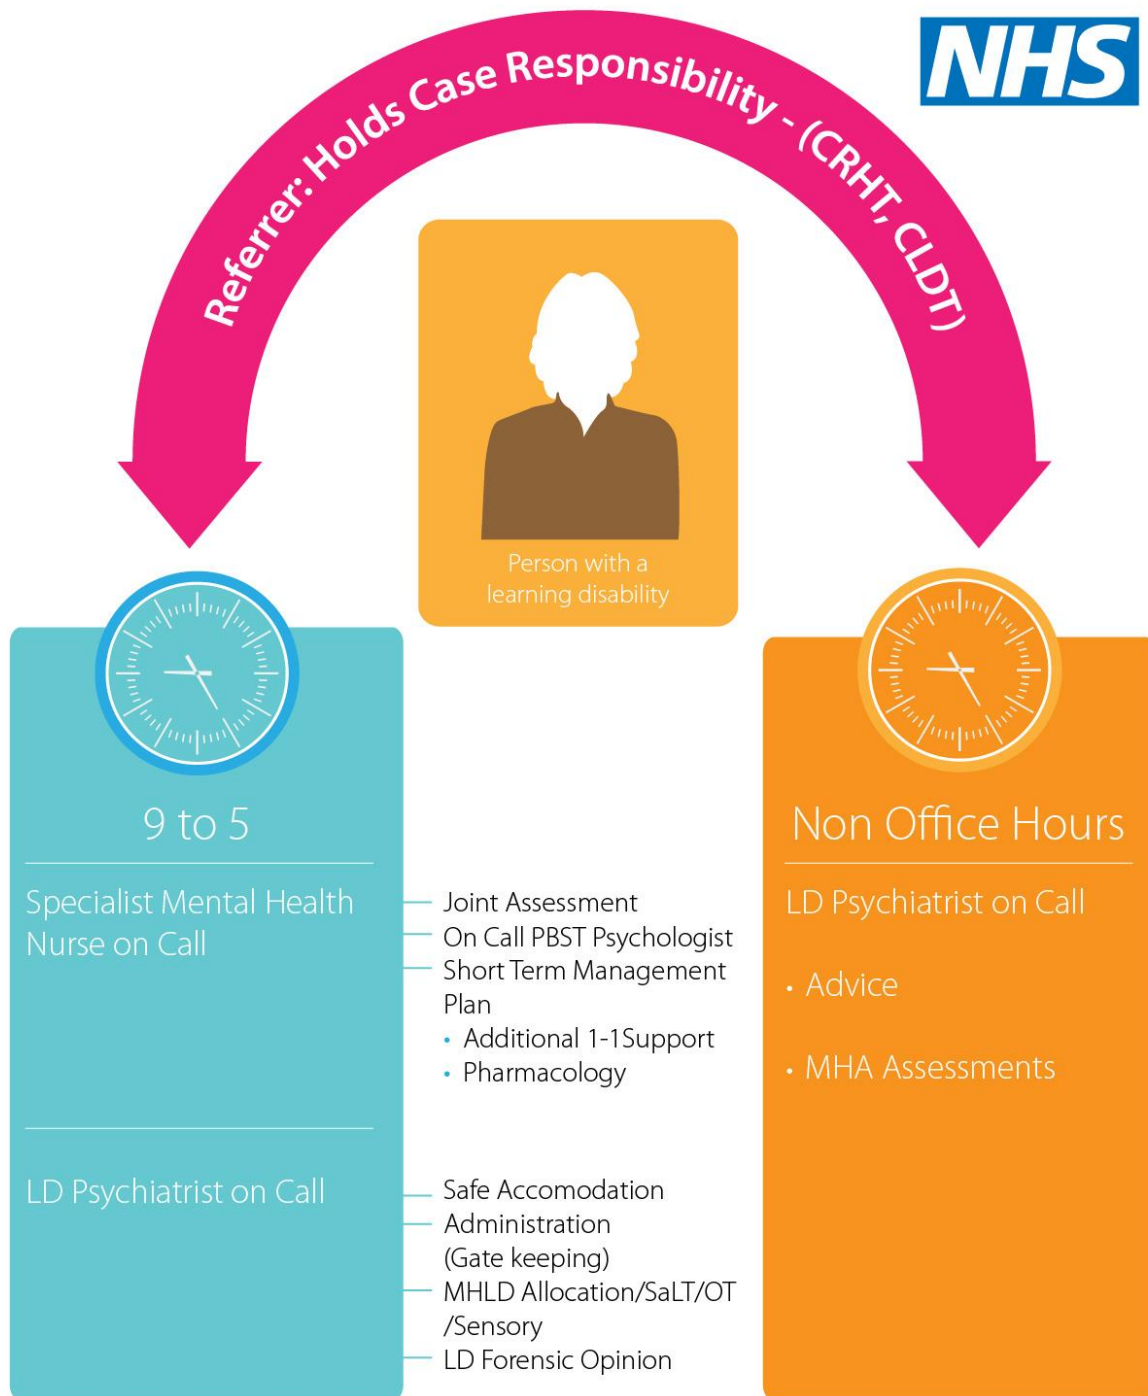 NHS
Referrer: Holds Case Responsibility - (CRHT, CLDT)
Person with a
learning disability
9 to 5
Specialist Mental Health
Nurse on Call
Joint Assessment
On Call PBST Psychologist
Short Term Management
Plan
• Additional 1-1Support
• Pharmacology
LD Psychiatrist on Call
Safe Accomodation
Administration
(Gate keeping)
MHLD Allocation/SaLT/OT
/Sensory
LD Forensic Opinion
Non Office Hours
LD Psychiatrist on Call
• Advice
• MHA Assessments